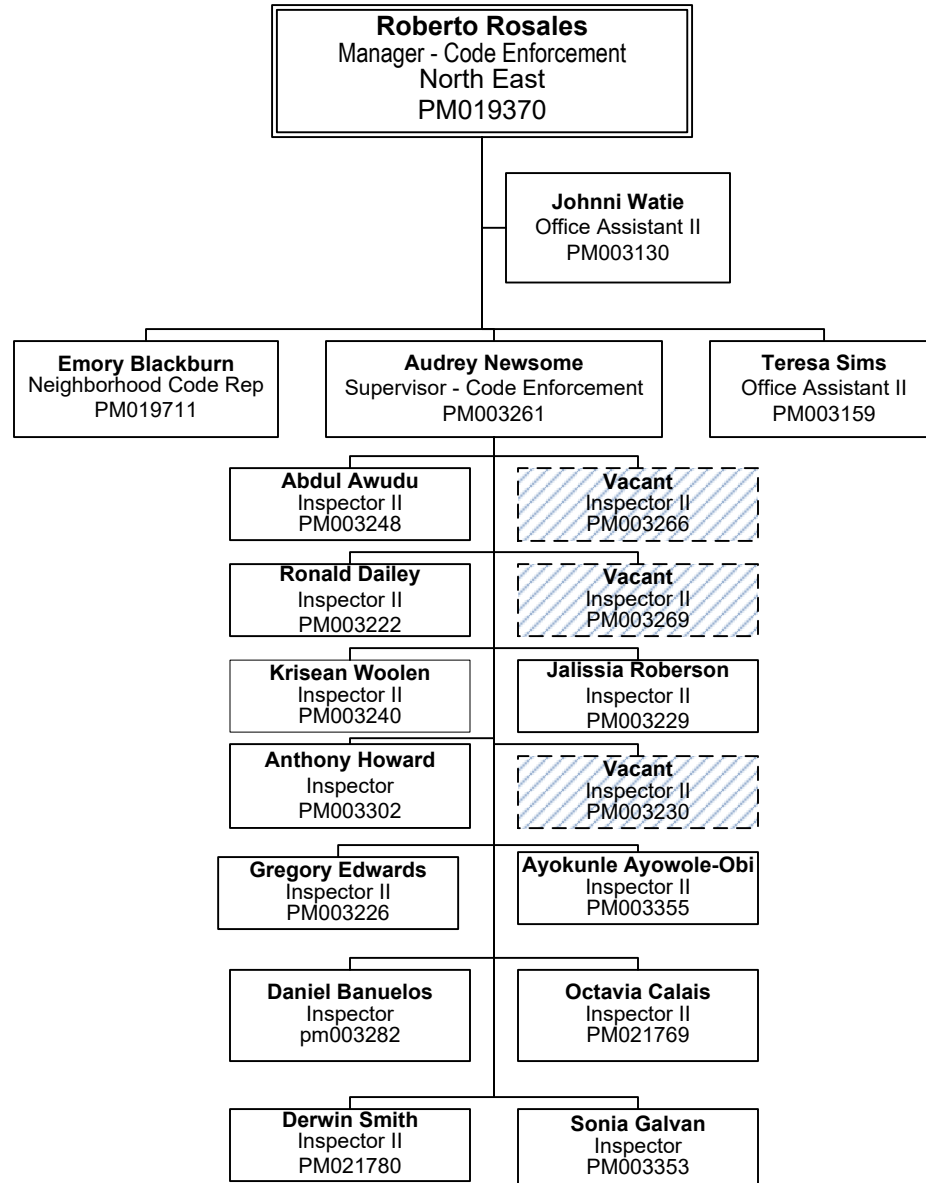 Roberto Rosales
Manager - Code Enforcement
North East
PM019370
Johnni Watie
Office Assistant II
PM003130
Emory Blackburn
Neighborhood Code Rep
PM019711
Audrey Newsome
Supervisor - Code Enforcement
PM003261
Teresa Sims
Office Assistant II
PM003159
Abdul Awudu
Inspector II
PM003248
Vacant
Inspector II
PM003266
Ronald Dailey
Inspector II
PM003222
Vacant
Inspector II
PM003269
Krisean Woolen
Inspector II
PM003240
Jalissia Roberson
Inspector II
PM003229
Anthony Howard
Inspector
PM003302
Vacant
Inspector II
PM003230
Gregory Edwards
Inspector II
PM003226
Ayokunle Ayowole-Obi
Inspector II
PM003355
Daniel Banuelos
Inspector
pm003282
Octavia Calais
Inspector II
PM021769
Derwin Smith
Inspector II
PM021780
Sonia Galvan
Inspector
PM003353